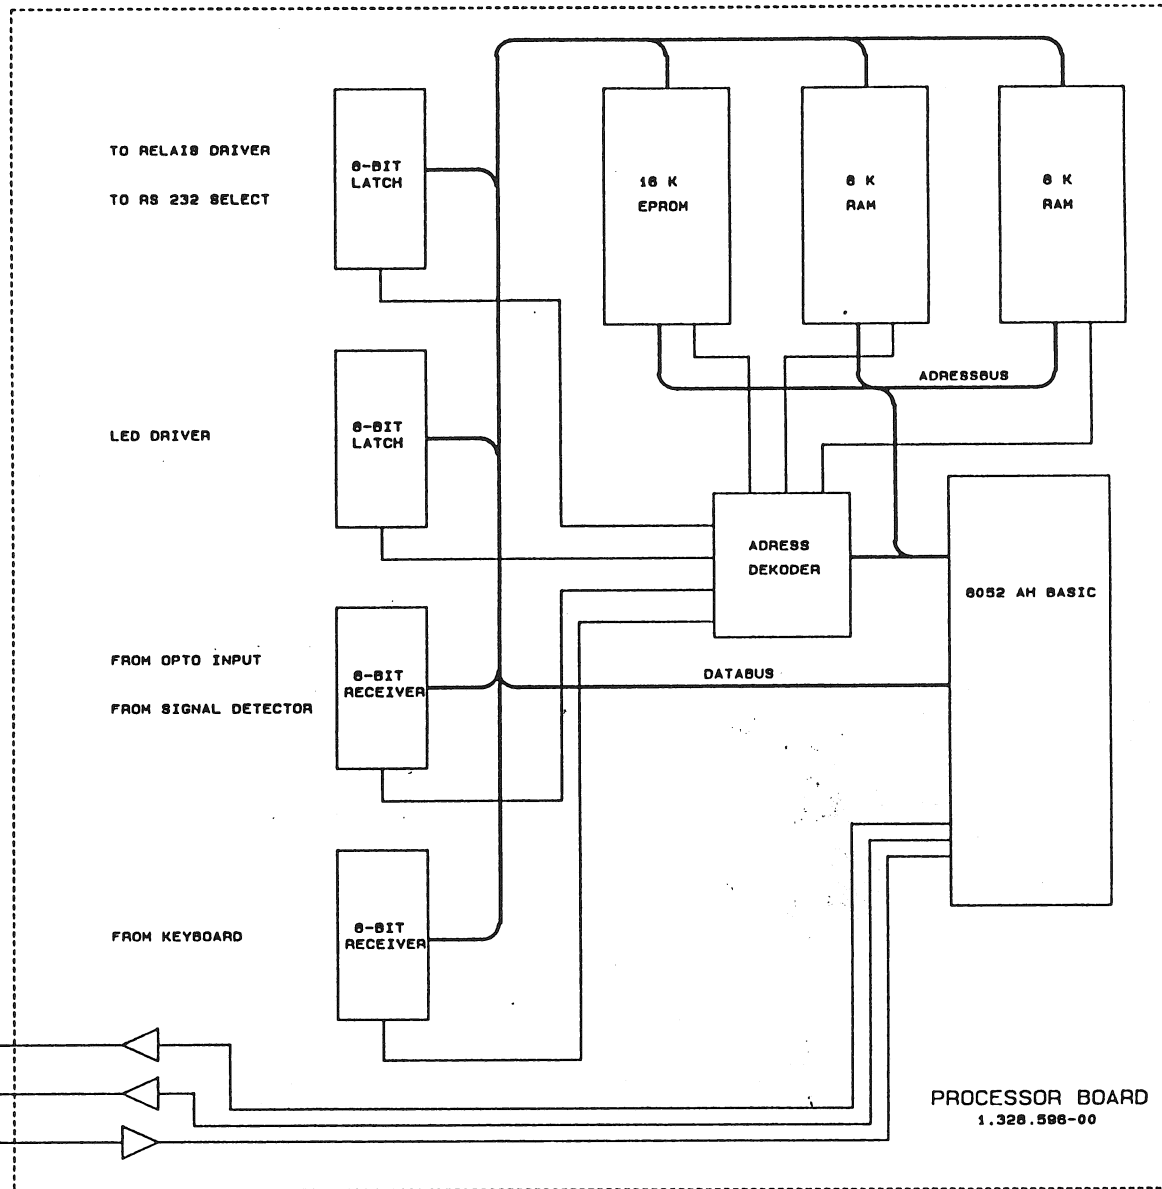 TO RELAIS DRIVER
TO RS 232 SELECT
8-BIT
LATCH
16 K
EPROM
8 K
RAM
8 K
RAM
ADRESSBUS
LED DRIVER
8-BIT
LATCH
ADRESS
DEKODER
8052 AH BASIC
FROM OPTO INPUT
FROM SIGNAL DETECTOR
8-BIT
RECEIVER
DATABUS
FROM KEYBOARD
8-BIT
RECEIVER
PROCESSOR BOARD
1.328.596-00